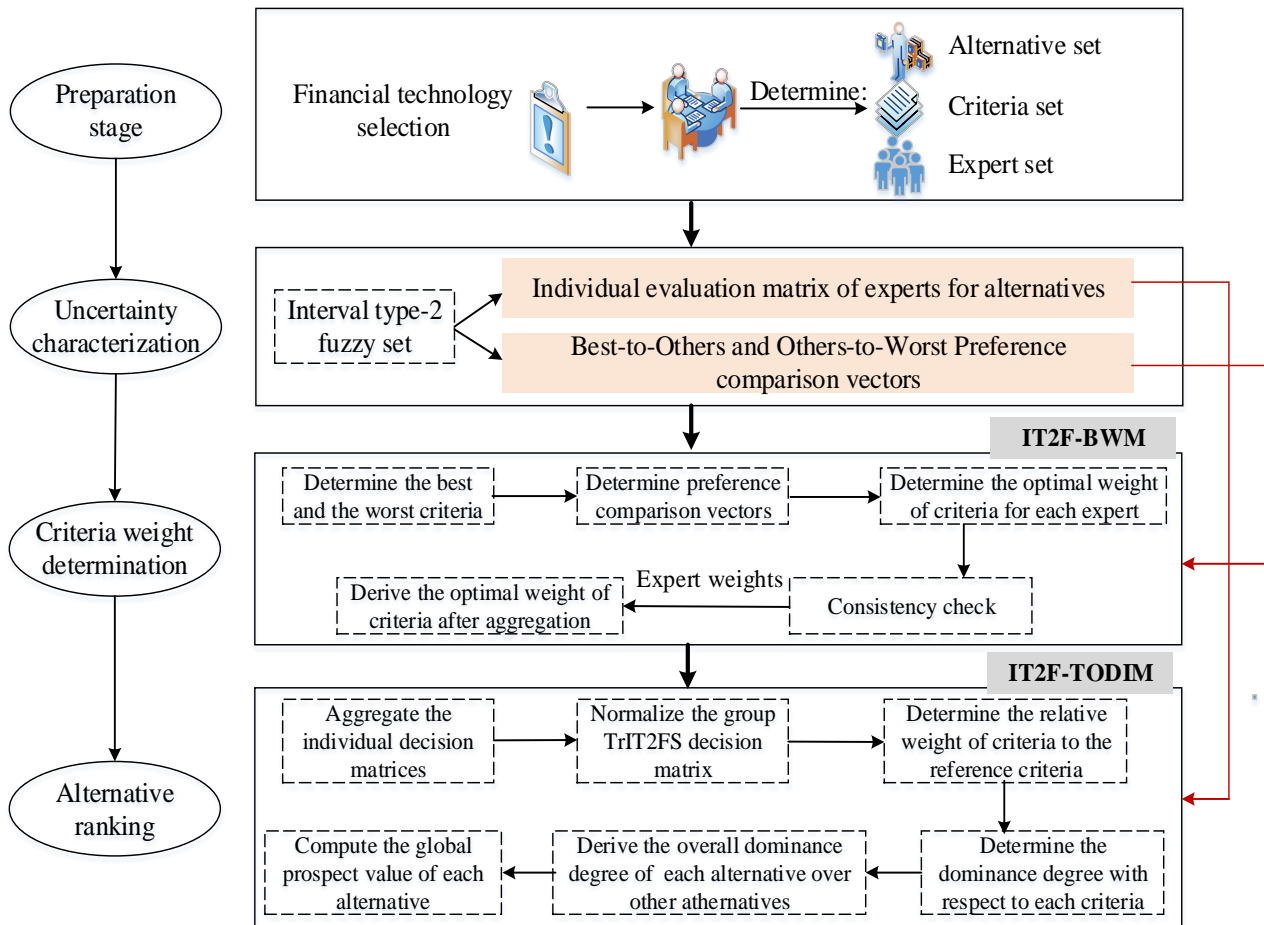 Preparation
stage
Financial technology
selection
Determine:
Alternative set
Criteria set
Expert set
Uncertainty
characterization
Interval type-2
fuzzy set
Individual evaluation matrix of experts for alternatives
Best-to-Others and Others-to-Worst Preference
comparison vectors
IT2F-BWM
Criteria weight
determination
Determine the best
and the worst criteria
Determine preference
comparison vectors
Determine the optimal weight
of criteria for each expert
Consistency check
Expert weights
Derive the optimal weight of
criteria after aggregation
IT2F-TODIM
Alternative
ranking
Aggregate the
individual decision
matrices
Normalize the group
TrIT2FS decision
matrix
Determine the relative
weight of criteria to the
reference criteria
Determine the
dominance degree with
respect to each criteria
Derive the overall dominance
degree of  each alternative over
other athernatives
Compute the global
prospect value of each
alternative